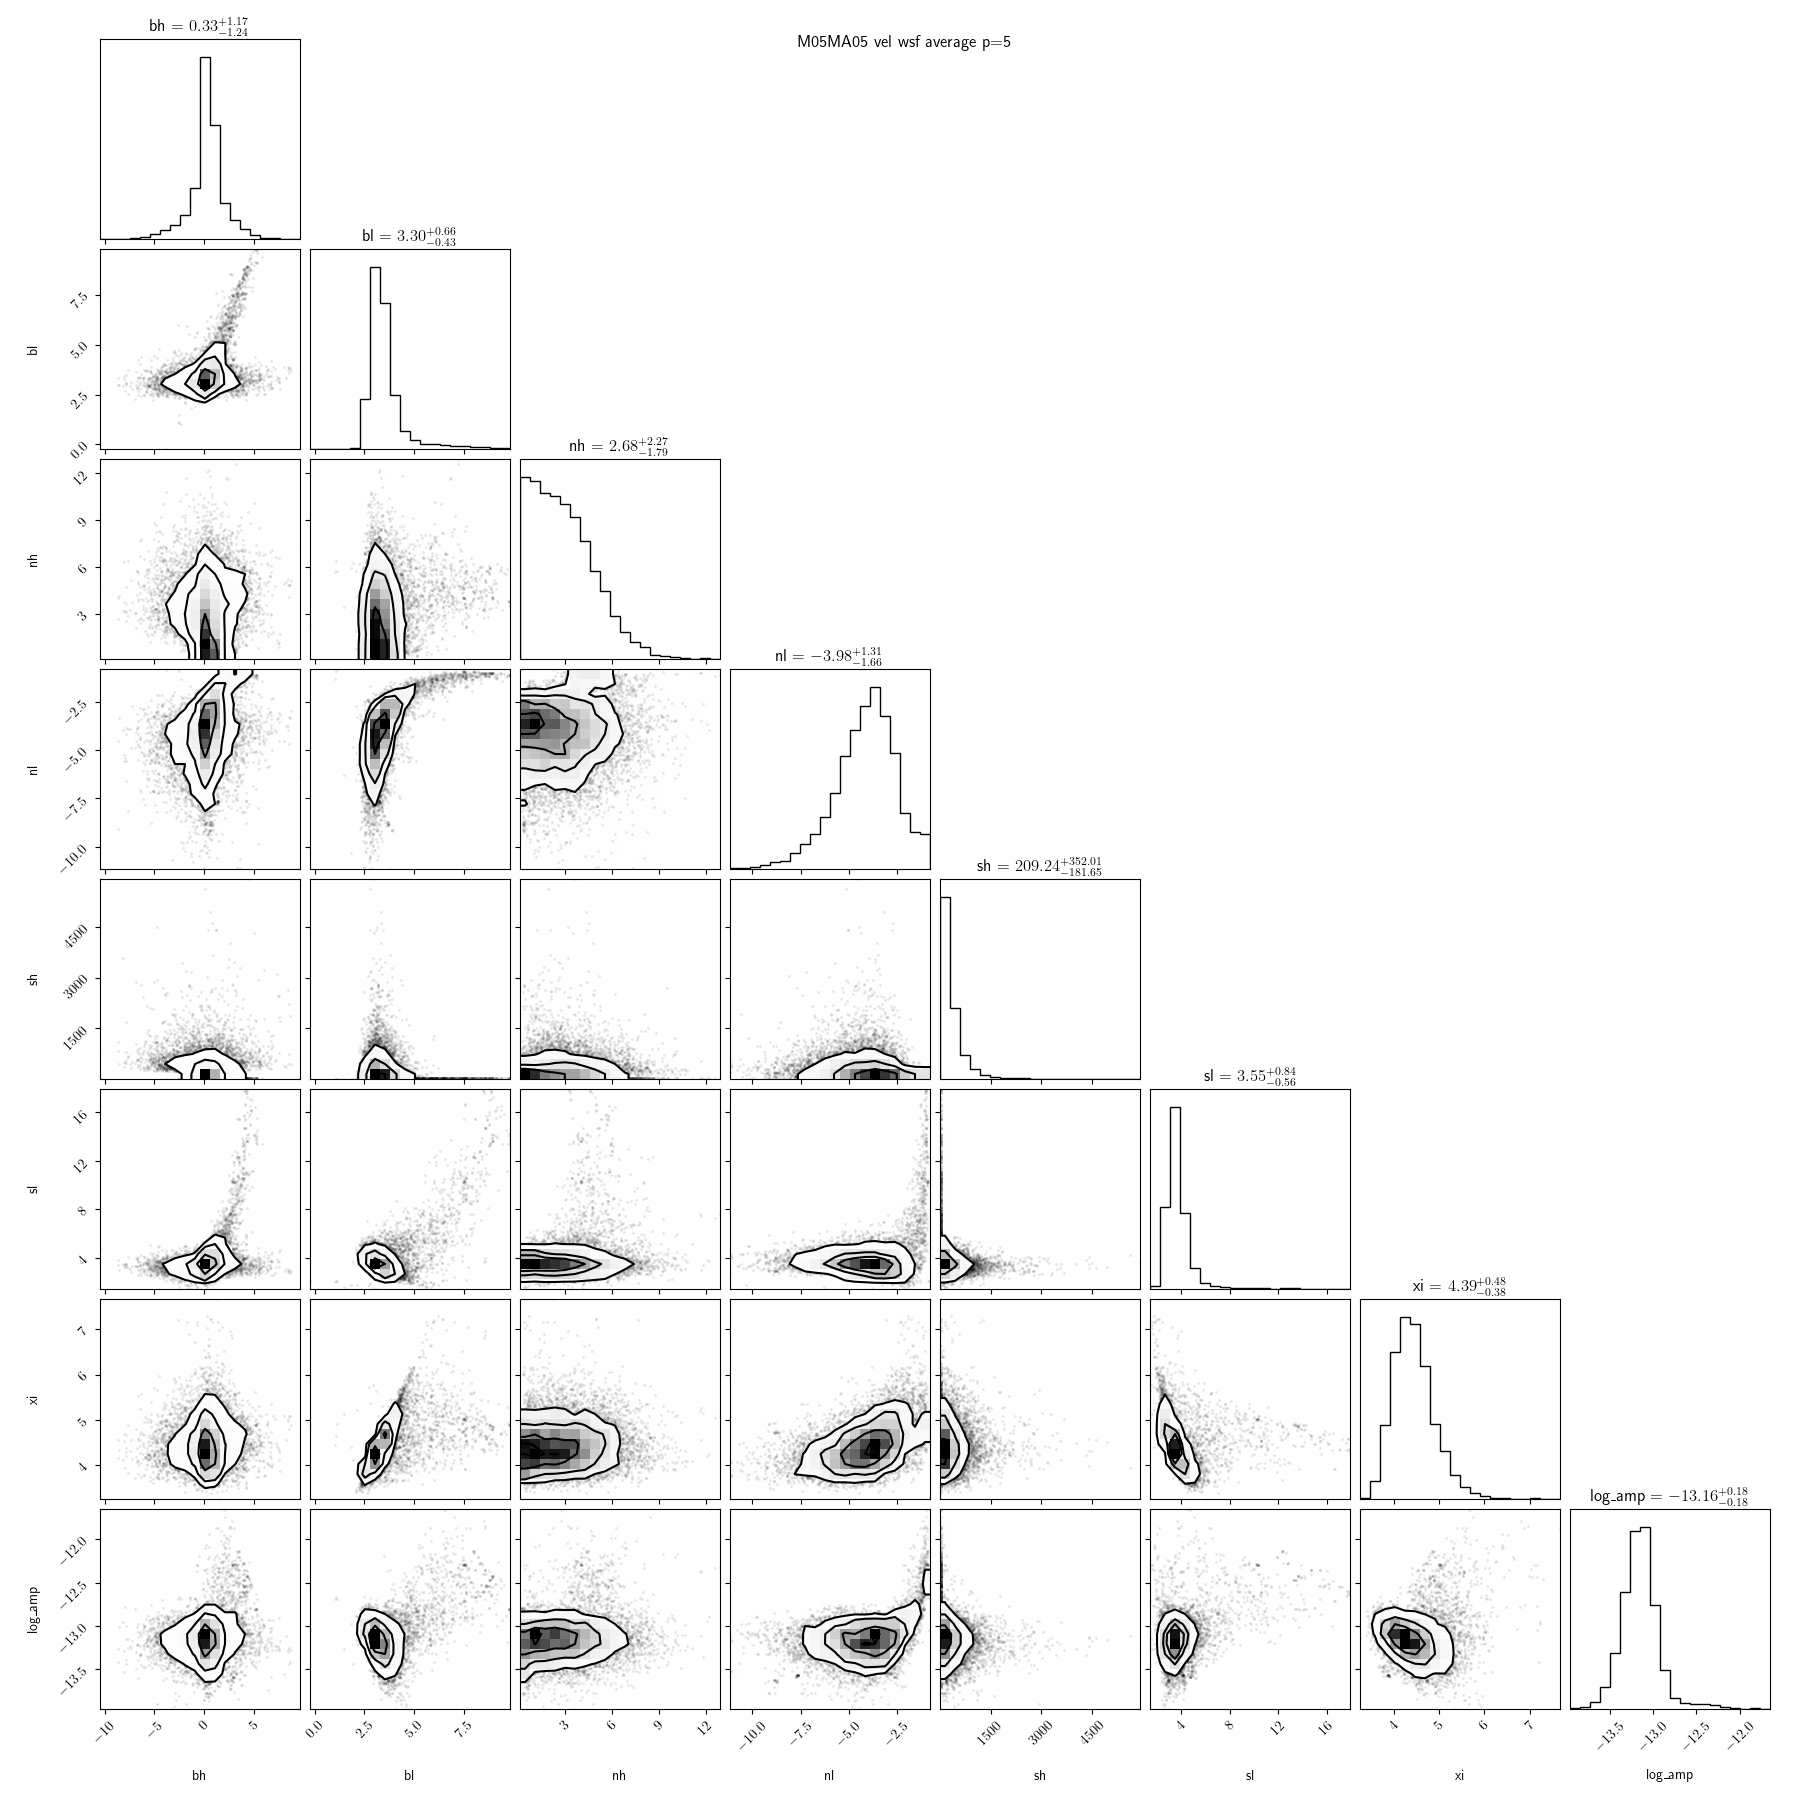 bh = 0.33+1.17 −1.24
M05MA05 vel wsf average p=5
bl = 3.30+0.66 −0.43
7.5
5.0
2.5
0.0
bl
nh = 2.68+2.27 −1.79
12
9
6
3
nh
nl = −3.98+1.31 −1.66
−2.5
−5.0
−7.5
−10.0
nl
sh = 209.24+352.01 −181.65
4500
3000
1500
sh
sl = 3.55+0.84 −0.56
16
12
8
4
sl
xi = 4.39+0.48 −0.38
7
6
5
4
xi
log_amp = −13.16+0.18 −0.18
−12.0
−12.5
−13.0
−13.5
log_amp
−10 −5 0 5 0.0 2.5 5.0 7.5 3 6 9 12 −10.0 −7.5 −5.0 −2.5 1500 3000 4500 4 8 12 16 4 5 6 7 −13.5 −13.0 −12.5 −12.0
bh bl nh nl sh sl xi log_amp